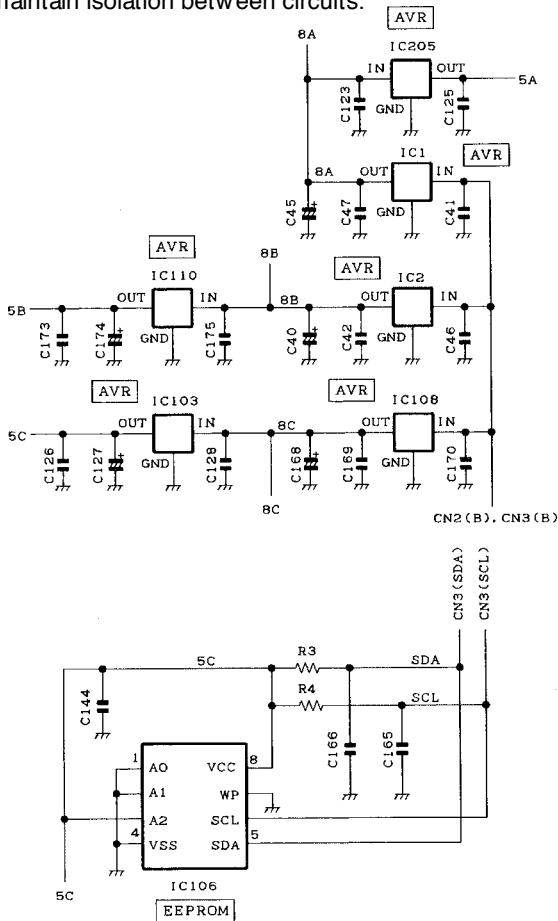 maintain isolation between circuits.
AVR
8A
IC205
IN
OUT
5A
C123
GND
C125
8A
OUT
IC1
IN
AVR
C45
C47
GND
C41
AVR
8B
AVR
IC110
IC2
5B
OUT
IN
8B
OUT
IN
C173
C174
GND
C175
C40
C42
GND
C46
AVR
AVR
IC103
IC108
5C
OUT
IN
8C
OUT
IN
C126
C127
GND
C128
C168
C169
GND
C170
8C
CN2(B). CN3(B)
CN3(SDA)
CN3(SCL)
R3
5C
SDA
R4
SCL
C144
C166
C165
1
A0
VCC
8
A1
WP
A2
SCL
4
VSS
SDA
5
5C
IC106
EEPROM